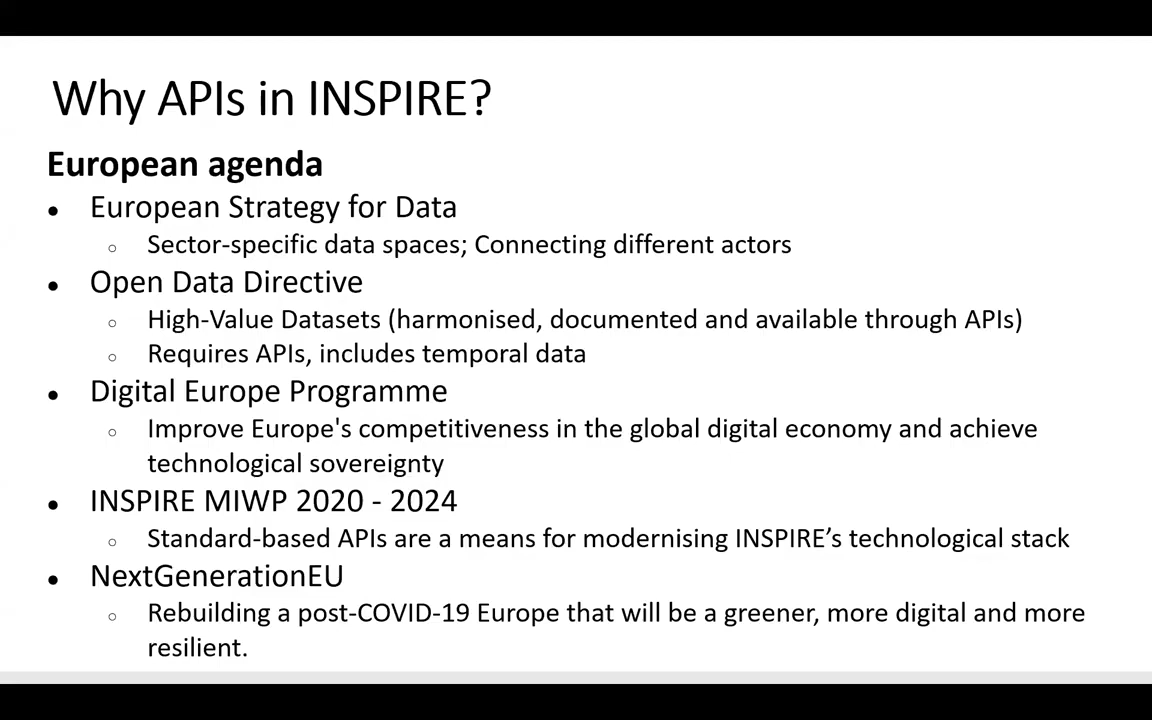 Why APIs in INSPIRE?
European agenda
● European Strategy for Data
○ Sector-specific data spaces; Connecting different actors
● Open Data Directive
○ High-Value Datasets (harmonised, documented and available through APIs)
○ Requires APIs, includes temporal data
● Digital Europe Programme
○ Improve Europe's competitiveness in the global digital economy and achieve
technological sovereignty
● INSPIRE MIWP 2020 - 2024
○ Standard-based APIs are a means for modernising INSPIRE’s technological stack
● NextGenerationEU
○ Rebuilding a post-COVID-19 Europe that will be a greener, more digital and more
resilient.